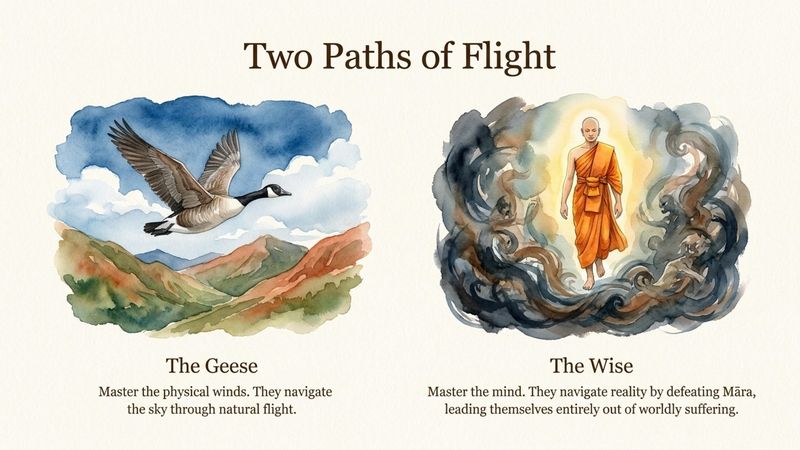 Two Paths of Flight
The Geese
Master the physical winds. They navigate
the sky through natural flight.
The Wise
Master the mind. They navigate reality by defeating Māra,
leading themselves entirely out of worldly suffering.